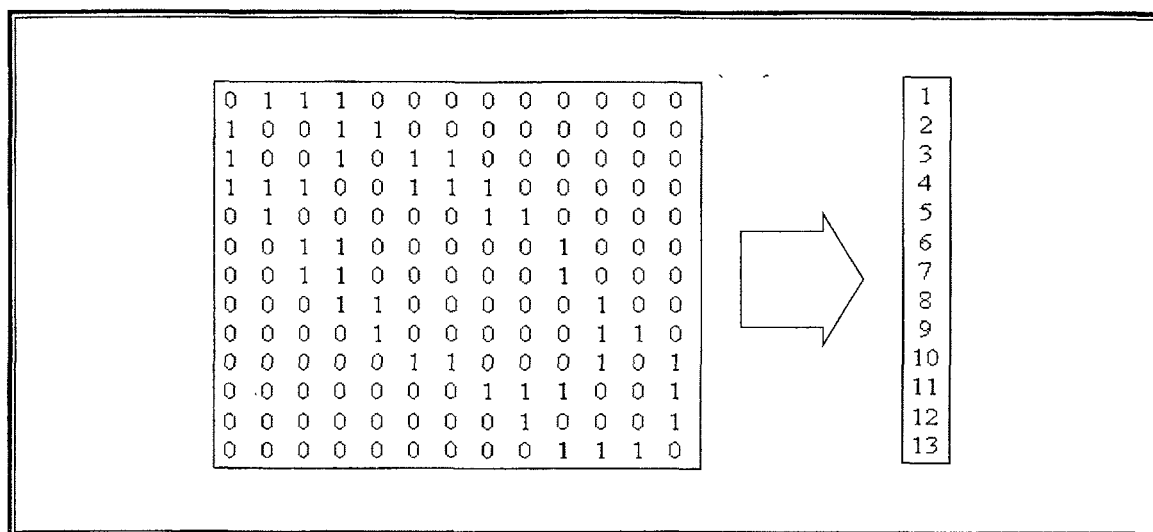 0 1 1 1 0 0 0 0 0 0 0 0 0
1 0 0 1 1 0 0 0 0 0 0 0 0
1 0 0 1 0 1 1 0 0 0 0 0 0
1 1 1 0 0 1 1 1 0 0 0 0 0
0 1 0 0 0 0 0 1 1 0 0 0 0
0 0 1 1 0 0 0 0 0 1 0 0 0
0 0 1 1 0 0 0 0 0 1 0 0 0
0 0 0 1 1 0 0 0 0 0 1 0 0
0 0 0 0 1 0 0 0 0 0 1 1 0
0 0 0 0 0 1 1 0 0 0 1 0 1
0 0 0 0 0 0 0 1 1 1 0 0 1
0 0 0 0 0 0 0 0 1 0 0 0 1
0 0 0 0 0 0 0 0 0 1 1 1 0
1
2
3
4
5
6
7
8
9
10
11
12
13